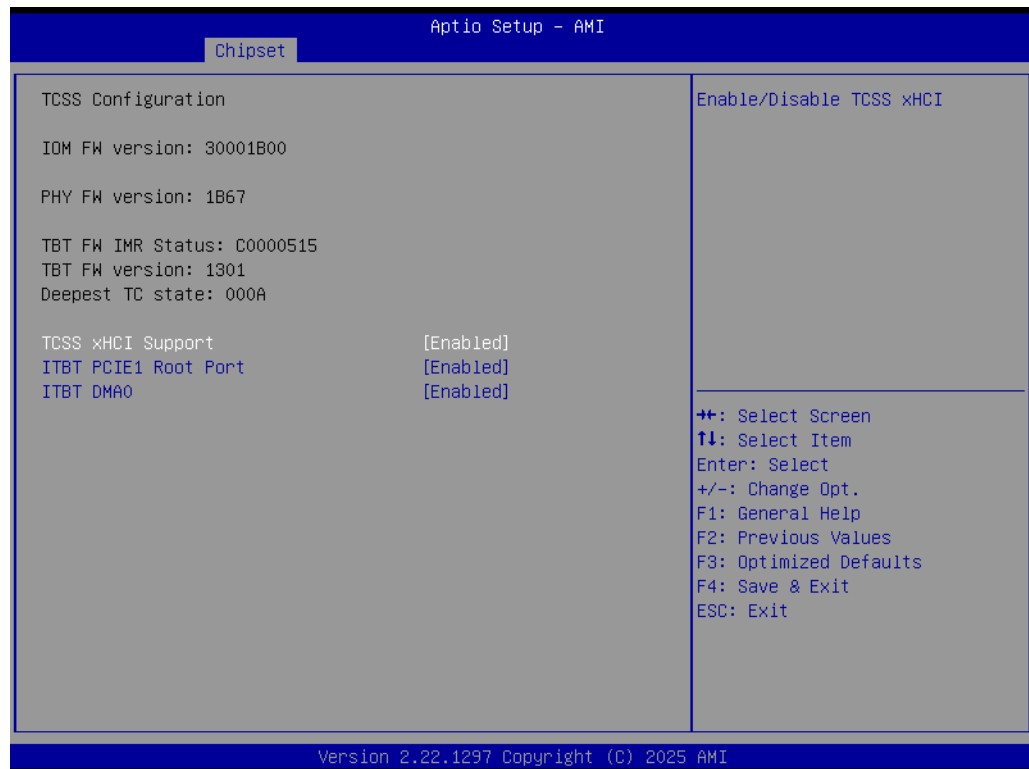 Aptio Setup – AMI
Chipset
TCSS Configuration
IOM FW version: 30001B00
PHY FW version: 1B67
TBT FW IMR Status: C0000515
TBT FW version: 1301
Deepest TC state: 000A
TCSS xHCI Support [Enabled]
ITBT PCIE1 Root Port [Enabled]
ITBT DMA0 [Enabled]
Enable/Disable TCSS xHCI
→←: Select Screen
↑↓: Select Item
Enter: Select
+/-: Change Opt.
F1: General Help
F2: Previous Values
F3: Optimized Defaults
F4: Save & Exit
ESC: Exit
Version 2.22.1297 Copyright (C) 2025 AMI